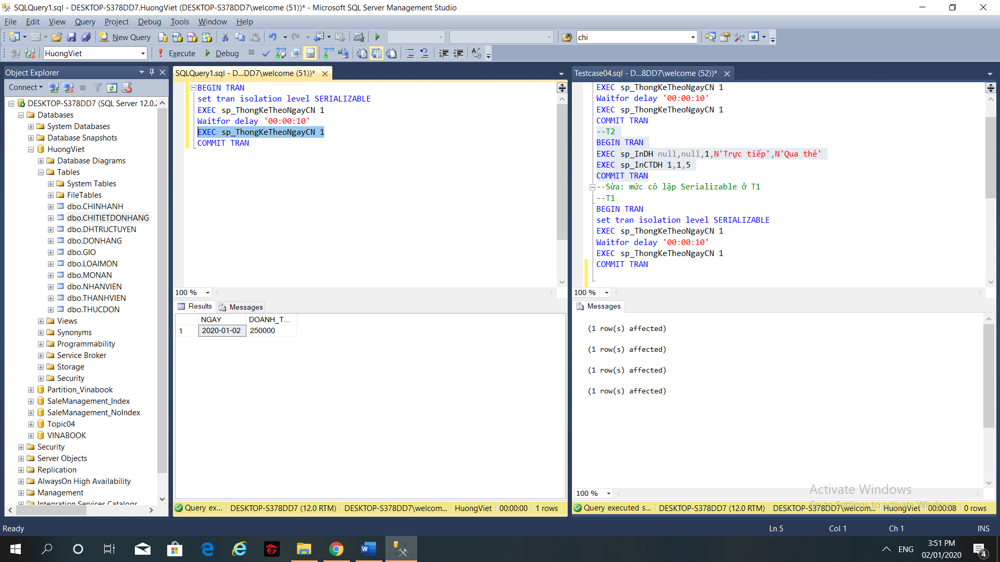 SQLQuery1.sql - DESKTOP-S378DD7.HuongViet (DESKTOP-S378DD7\welcome (51))* - Microsoft SQL Server Management Studio
File Edit View Query Project Debug Tools Window Help
New Query
chi
HuongViet
Execute
Debug
Object Explorer
Connect
DESKTOP-S378DD7 (SQL Server 12.0.2
Databases
System Databases
Database Snapshots
HuongViet
Database Diagrams
Tables
System Tables
FileTables
dbo.CHINHANH
dbo.CHITIETDONHANG
dbo.DHTRUCTUYEN
dbo.DONHANG
dbo.GIO
dbo.LOAIMON
dbo.MONAN
dbo.NHANVIEN
dbo.THANHVIEN
dbo.THUCDON
Views
Synonyms
Programmability
Service Broker
Storage
Security
Partition_Vinabook
SaleManagement_Index
SaleManagement_NoIndex
Topic04
VINABOOK
Security
Server Objects
Replication
AlwaysOn High Availability
Management
Integration Services Catalogs
SQLQuery1.sql - D...DD7\welcome (51))*
BEGIN TRAN
set tran isolation level SERIALIZABLE
EXEC sp_ThongKeTheoNgayCN 1
Waitfor delay '00:00:10'
EXEC sp_ThongKeTheoNgayCN 1
COMMIT TRAN
100 %
Results
Messages
NGAY DOANH_T...
1 2020-01-02 250000
Query ex... DESKTOP-S378DD7 (12.0 RTM) DESKTOP-S378DD7\welcom... HuongViet 00:00:00 1 rows
Testcase04.sql - D...8DD7\welcome (52))*
EXEC sp_ThongKeTheoNgayCN 1
Waitfor delay '00:00:10'
EXEC sp_ThongKeTheoNgayCN 1
COMMIT TRAN
--T2
BEGIN TRAN
EXEC sp_InDH null,null,1,N'Trực tiếp',N'Qua thẻ'
EXEC sp_InCTDH 1,1,5
COMMIT TRAN
--Sửa: mức cô lập Serializable ở T1
--T1
BEGIN TRAN
set tran isolation level SERIALIZABLE
EXEC sp_ThongKeTheoNgayCN 1
Waitfor delay '00:00:10'
EXEC sp_ThongKeTheoNgayCN 1
COMMIT TRAN
100 %
Messages
(1 row(s) affected)
(1 row(s) affected)
(1 row(s) affected)
(1 row(s) affected)
100 %
Activate Windows
Go to Settings to activate Windows.
Query executed s... DESKTOP-S378DD7 (12.0 RTM) DESKTOP-S378DD7\welcom... HuongViet 00:00:08 0 rows
Ready Ln 5 Col 1 Ch 1 INS
ENG
3:51 PM
02/01/2020
4